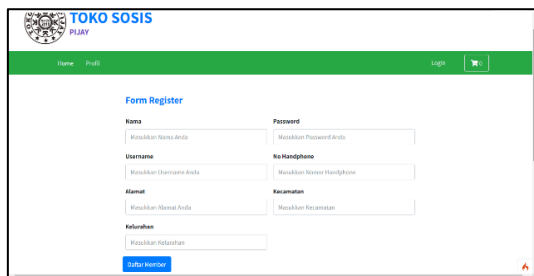 TOKO SOSIS
PIJAY
Home Profil Login 0
Form Register
Nama Password
Masukkan Nama Anda Masukkan Password Anda
Username No Handphone
Masukkan Username Anda Masukkan Nomor Handphone
Alamat Kecamatan
Masukkan Alamat Anda Masukkan Kecamatan
Kelurahan
Masukkan Kelurahan
Daftar Member